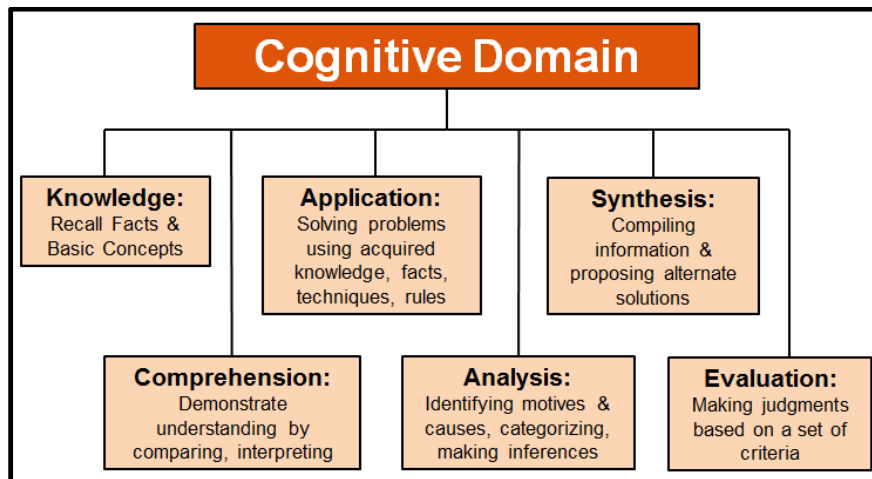 Cognitive Domain
Knowledge:
Recall Facts &
Basic Concepts
Application:
Solving problems
using acquired
knowledge, facts,
techniques, rules
Synthesis:
Compiling
information &
proposing alternate
solutions
Comprehension:
Demonstrate
understanding by
comparing, interpreting
Analysis:
Identifying motives &
causes, categorizing,
making inferences
Evaluation:
Making judgments
based on a set of
criteria